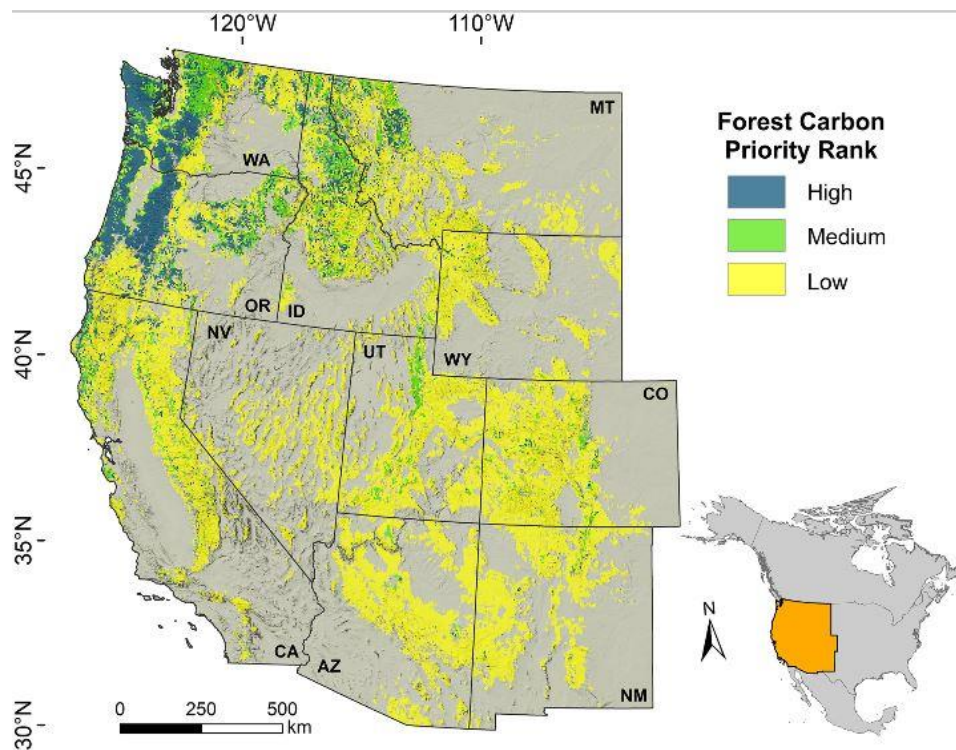 120°W
110°W
45°N
40°N
35°N
30°N
MT
WA
OR
ID
NV
UT
WY
CO
CA
AZ
NM
Forest Carbon
Priority Rank
High
Medium
Low
N
0 250 500
km